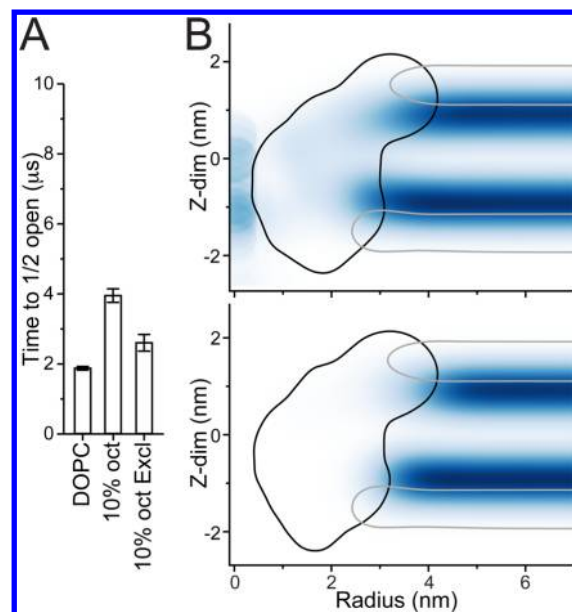 A
B
Time to 1/2 open (μs)
10
8
6
4
2
0
DOPC
10% oct
10% oct Excl
Z-dim (nm)
2
0
-2
Z-dim (nm)
2
0
-2
0
2
4
6
Radius (nm)